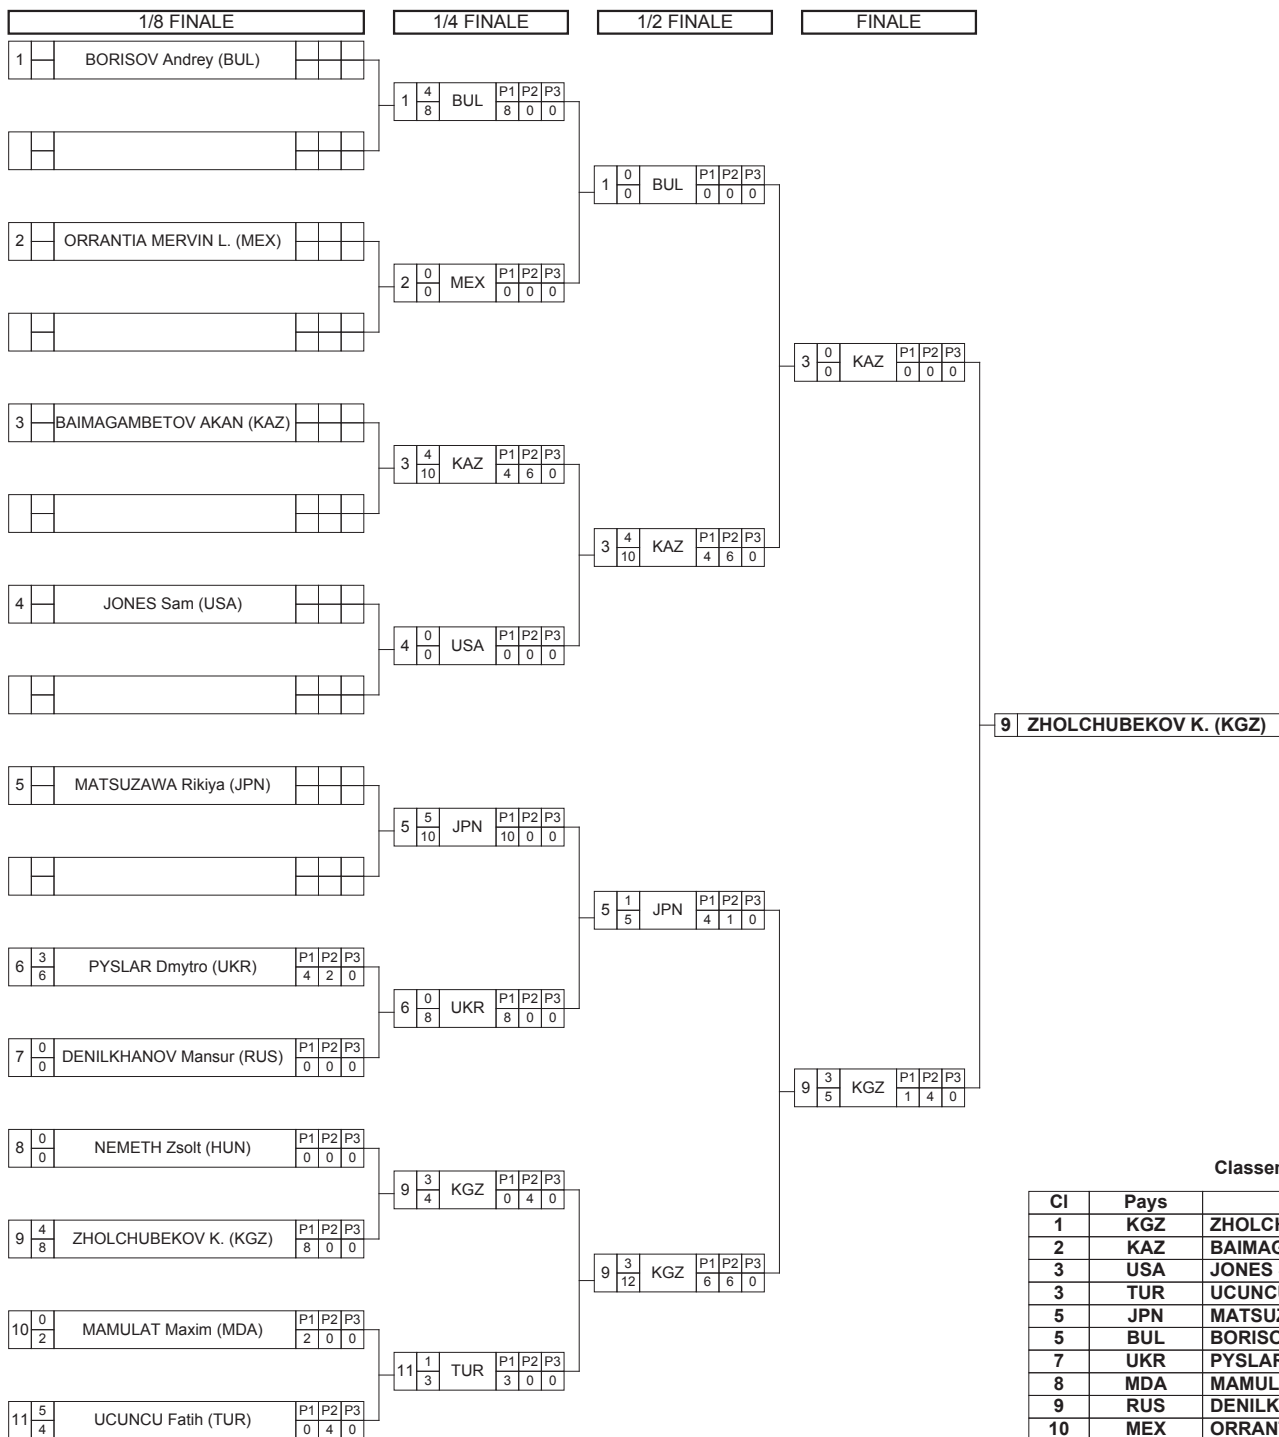 1/8 FINALE 1/4 FINALE 1/2 FINALE FINALE
1 BORISOV Andrey (BUL)
1 4 8 BUL P1 P2 P3 8 0 0
1 0 0 BUL P1 P2 P3 0 0 0
2 ORRANTIA MERVIN L. (MEX)
2 0 0 MEX P1 P2 P3 0 0 0
3 0 0 KAZ P1 P2 P3 0 0 0
3 BAIMAGAMBETOV AKAN (KAZ)
3 4 10 KAZ P1 P2 P3 4 6 0
3 4 10 KAZ P1 P2 P3 4 6 0
4 JONES Sam (USA)
4 0 0 USA P1 P2 P3 0 0 0
9 ZHOLCHUBEKOV K. (KGZ)
5 MATSUZAWA Rikiya (JPN)
5 5 10 JPN P1 P2 P3 10 0 0
5 1 5 JPN P1 P2 P3 4 1 0
6 3 6 PYSLAR Dmytro (UKR) P1 P2 P3 4 2 0
6 0 8 UKR P1 P2 P3 8 0 0
7 0 0 DENILKHANOV Mansur (RUS) P1 P2 P3 0 0 0
9 3 5 KGZ P1 P2 P3 1 4 0
8 0 0 NEMETH Zsolt (HUN) P1 P2 P3 0 0 0
9 3 4 KGZ P1 P2 P3 0 4 0
9 4 8 ZHOLCHUBEKOV K. (KGZ) P1 P2 P3 8 0 0
9 3 12 KGZ P1 P2 P3 6 6 0
10 0 2 MAMULAT Maxim (MDA) P1 P2 P3 2 0 0
11 1 3 TUR P1 P2 P3 3 0 0
11 5 4 UCUNCU Fatih (TUR) P1 P2 P3 0 4 0
Cl Pays
1 KGZ
2 KAZ
3 USA JONES
3 TUR
5 JPN
5 BUL
7 UKR PYSLAR
8 MDA
9 RUS
10 MEX